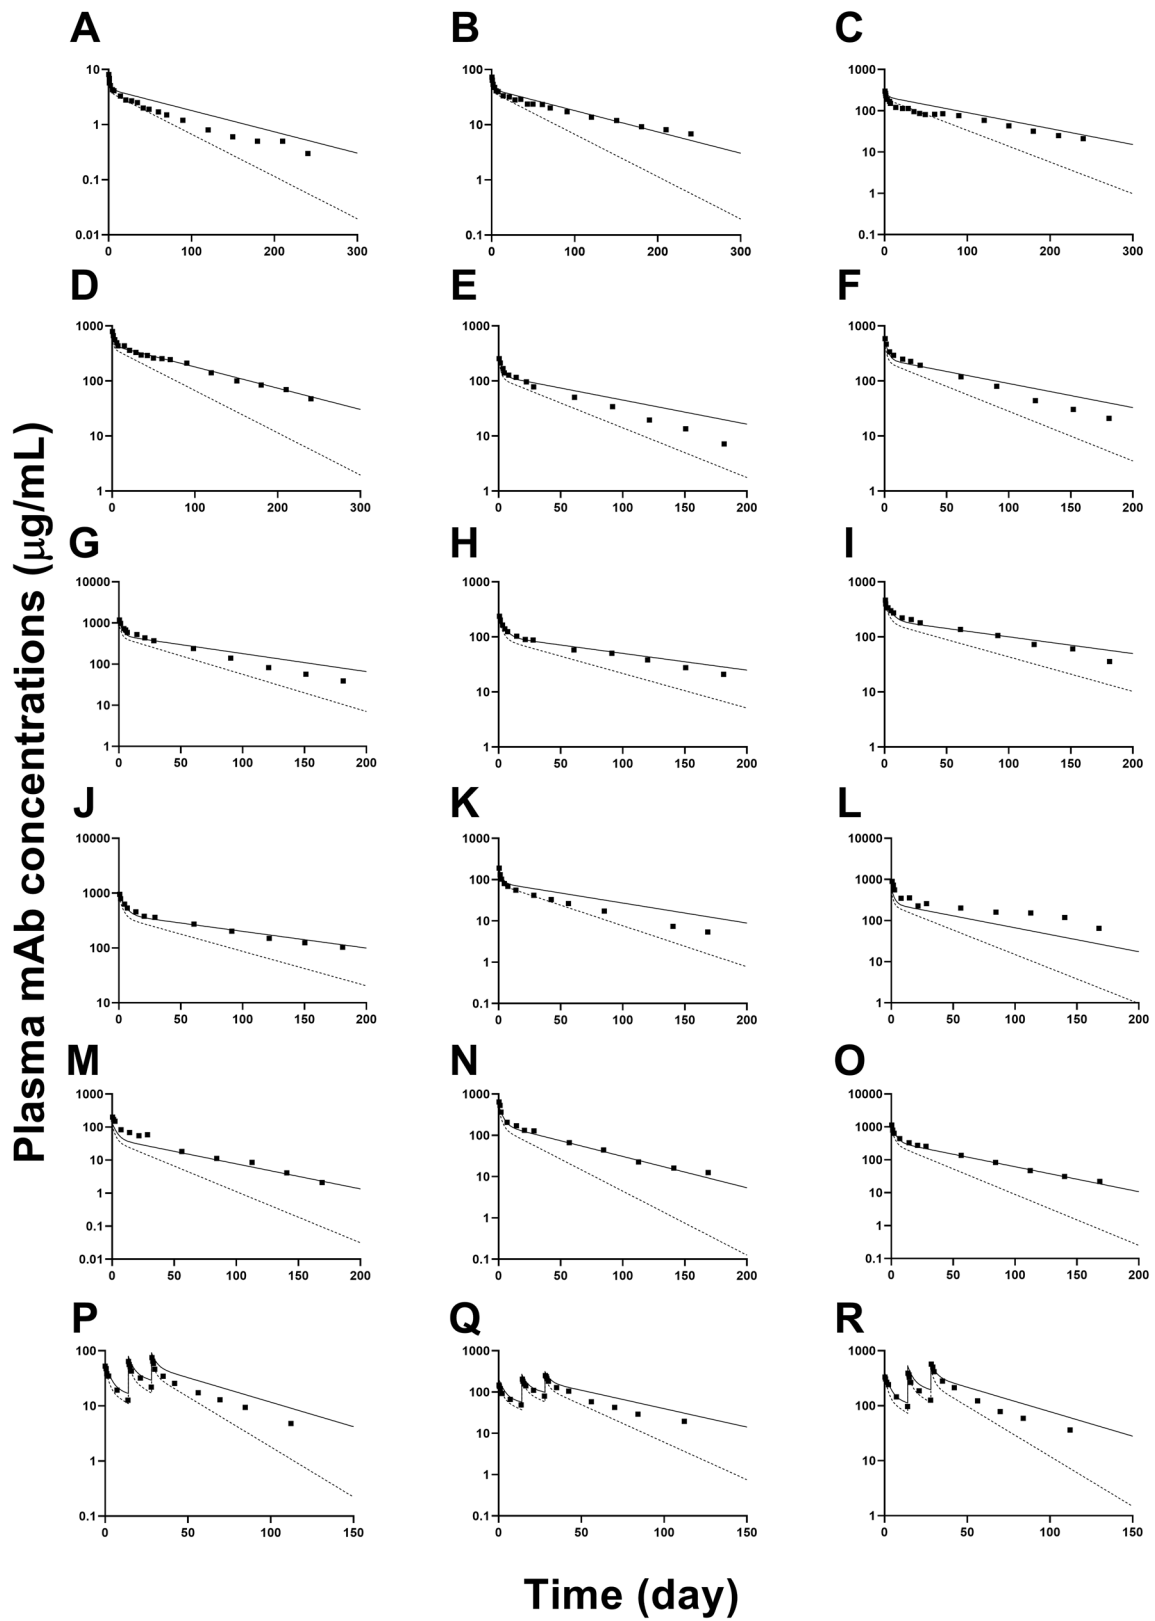 A B C
10 100 1000
1 10 100
0.1 1 10
1
0.01 0.1 0.1
0 100 200 300 0 100 200 300 0 100 200 300
D E F
1000 1000 1000
100 100 100
10 10 10
1 1 1
0 100 200 300 0 50 100 150 200 0 50 100 150 200
G H I
10000 1000 1000
1000
100 100 100
10 10 10
1 1 1
0 50 100 150 200 0 50 100 150 200 0 50 100 150 200
J K L
10000 1000 10000
100 1000
1000
10 100
100
1 10
10 0.1 1
0 50 100 150 200 0 50 100 150 200 0 50 100 150 200
M N O
1000 1000 10000
100 100 1000
10 10 100
1 1 10
0.1 1
0.01 0.1 0.1
0 50 100 150 200 0 50 100 150 200 0 50 100 150 200
P Q R
100 1000 1000
10 100 100
10
1 1 10
0.1 0.1 1
0 50 100 150 0 50 100 150 0 50 100 150
Plasma mAb concentrations (μg/mL)
Time (day)